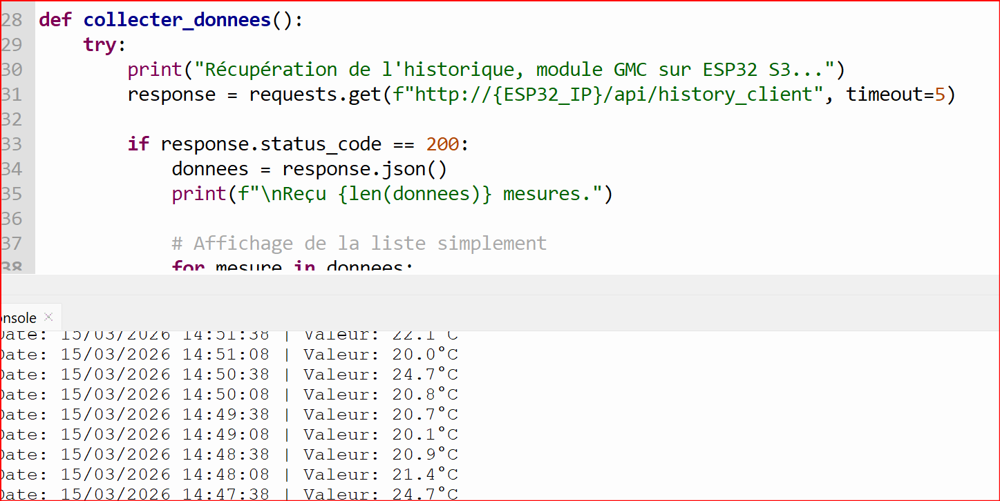 28 def collecter_donnees():
29 try:
30 print("Récupération de l'historique, module GMC sur ESP32 S3...")
31 response = requests.get(f"http://{ESP32_IP}/api/history_client", timeout=5)
32
33 if response.status_code == 200:
34 donnees = response.json()
35 print(f"\nReçu {len(donnees)} mesures.")
36
37 # Affichage de la liste simplement
38 for mesure in donnees:
onsole ×
Date: 15/03/2026 14:51:38 | Valeur: 22.1°C
Date: 15/03/2026 14:51:08 | Valeur: 20.0°C
Date: 15/03/2026 14:50:38 | Valeur: 24.7°C
Date: 15/03/2026 14:50:08 | Valeur: 20.8°C
Date: 15/03/2026 14:49:38 | Valeur: 20.7°C
Date: 15/03/2026 14:49:08 | Valeur: 20.1°C
Date: 15/03/2026 14:48:38 | Valeur: 20.9°C
Date: 15/03/2026 14:48:08 | Valeur: 21.4°C
Date: 15/03/2026 14:47:38 | Valeur: 24.7°C